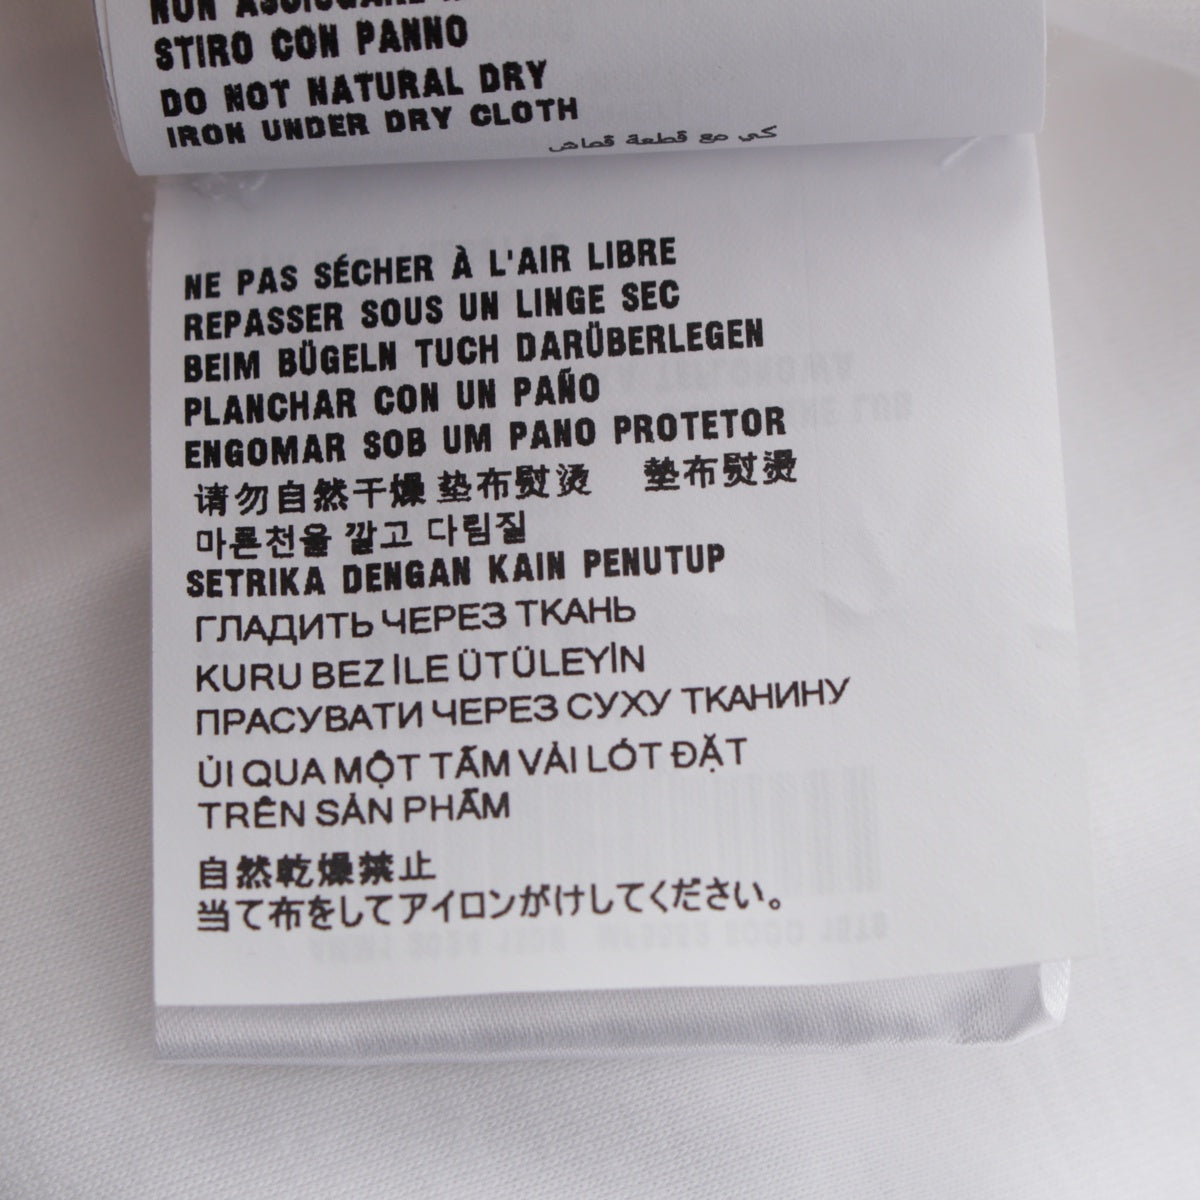 NON ASCIUGARE
STIRO CON PANNO
DO NOT NATURAL DRY
IRON UNDER DRY CLOTH
كي مع قطعة قماش
NE PAS SÉCHER À L'AIR LIBRE
REPASSER SOUS UN LINGE SEC
BEIM BÜGELN TUCH DARÜBERLEGEN
PLANCHAR CON UN PAÑO
ENGOMAR SOB UM PANO PROTETOR
请勿自然干燥 垫布熨烫 墊布熨燙
마른천을 깔고 다림질
SETRIKA DENGAN KAIN PENUTUP
ГЛАДИТЬ ЧЕРЕЗ ТКАНЬ
KURU BEZ İLE ÜTÜLEYİN
ПРАСУВАТИ ЧЕРЕЗ СУХУ ТКАНИНУ
ỦI QUA MỘT TẤM VẢI LÓT ĐẶT
TRÊN SẢN PHẨM
自然乾燥禁止
当て布をしてアイロンがけしてください。